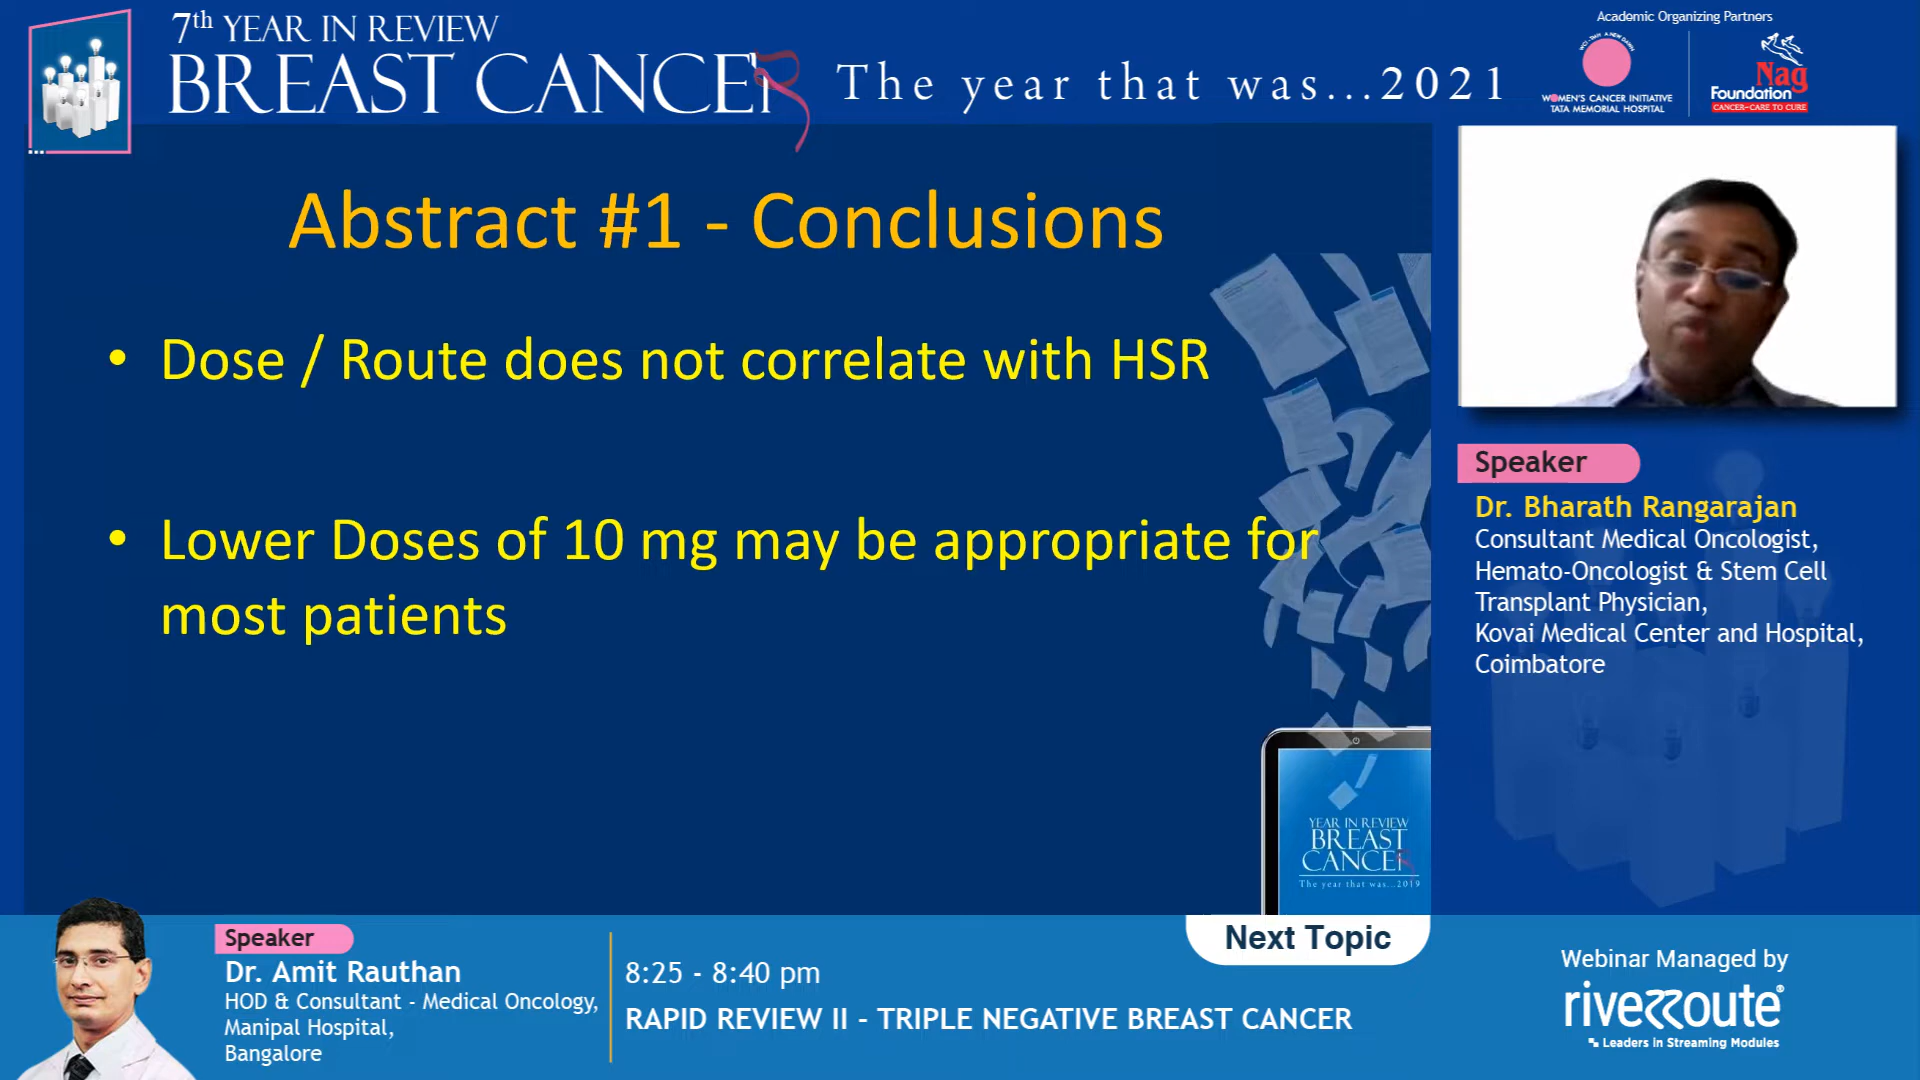 7th YEAR IN REVIEW
BREAST CANCER
The year that was...2021
Academic Organizing Partners
WOMEN'S CANCER INITIATIVE
TATA MEMORIAL HOSPITAL
Nag
Foundation
CANCER-CARE TO CURE
Abstract #1 - Conclusions
• Dose / Route does not correlate with HSR
• Lower Doses of 10 mg may be appropriate for
most patients
YEAR IN REVIEW
BREAST
CANCER
The year that was...2019
Speaker
Dr. Bharath Rangarajan
Consultant Medical Oncologist,
Hemato-Oncologist & Stem Cell
Transplant Physician,
Kovai Medical Center and Hospital,
Coimbatore
Speaker
Dr. Amit Rauthan
HOD & Consultant - Medical Oncology,
Manipal Hospital,
Bangalore
Next Topic
8:25 - 8:40 pm
RAPID REVIEW II - TRIPLE NEGATIVE BREAST CANCER
Webinar Managed by
riverroute®
Leaders in Streaming Modules